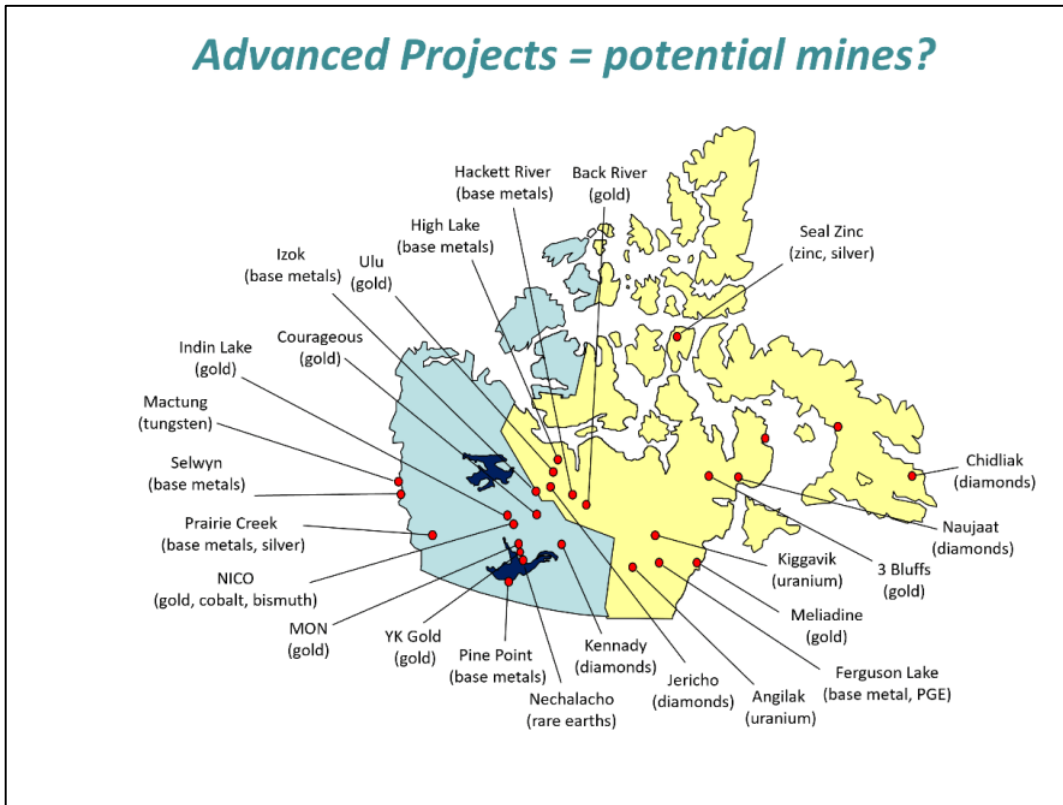 Advanced Projects = potential mines?
Hackett River
(base metals)
Back River
(gold)
High Lake
(base metals)
Seal Zinc
(zinc, silver)
Izok
(base metals)
Ulu
(gold)
Courageous
(gold)
Indin Lake
(gold)
Mactung
(tungsten)
Selwyn
(base metals)
Prairie Creek
(base metals, silver)
NICO
(gold, cobalt, bismuth)
MON
(gold)
YK Gold
(gold)
Pine Point
(base metals)
Nechalacho
(rare earths)
Kennady
(diamonds)
Jericho
(diamonds)
Angilak
(uranium)
Ferguson Lake
(base metal, PGE)
Meliadine
(gold)
Kiggavik
(uranium)
3 Bluffs
(gold)
Naujaat
(diamonds)
Chidliak
(diamonds)